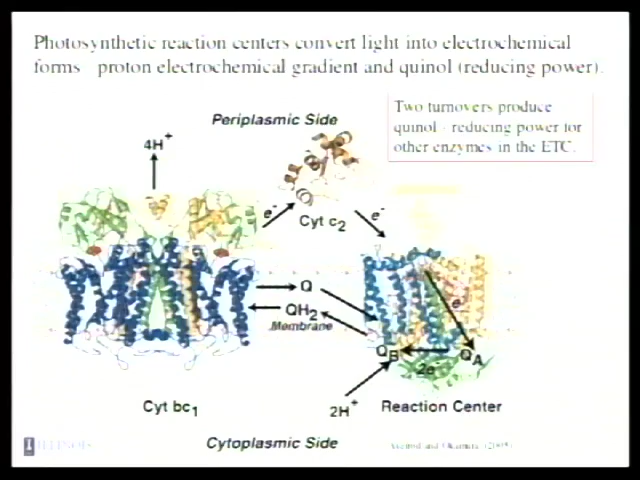 Photosynthetic reaction centers convert light into electrochemical
forms - proton electrochemical gradient and quinol (reducing power).
Two turnovers produce
quinol - reducing power for
other enzymes in the ETC.
Periplasmic Side
4H+
e-
Cyt c2
e-
Q
QH2
Membrane
e-
QB
2e-
QA
2H+
Cyt bc1
Reaction Center
Cytoplasmic Side
I ILLINOIS